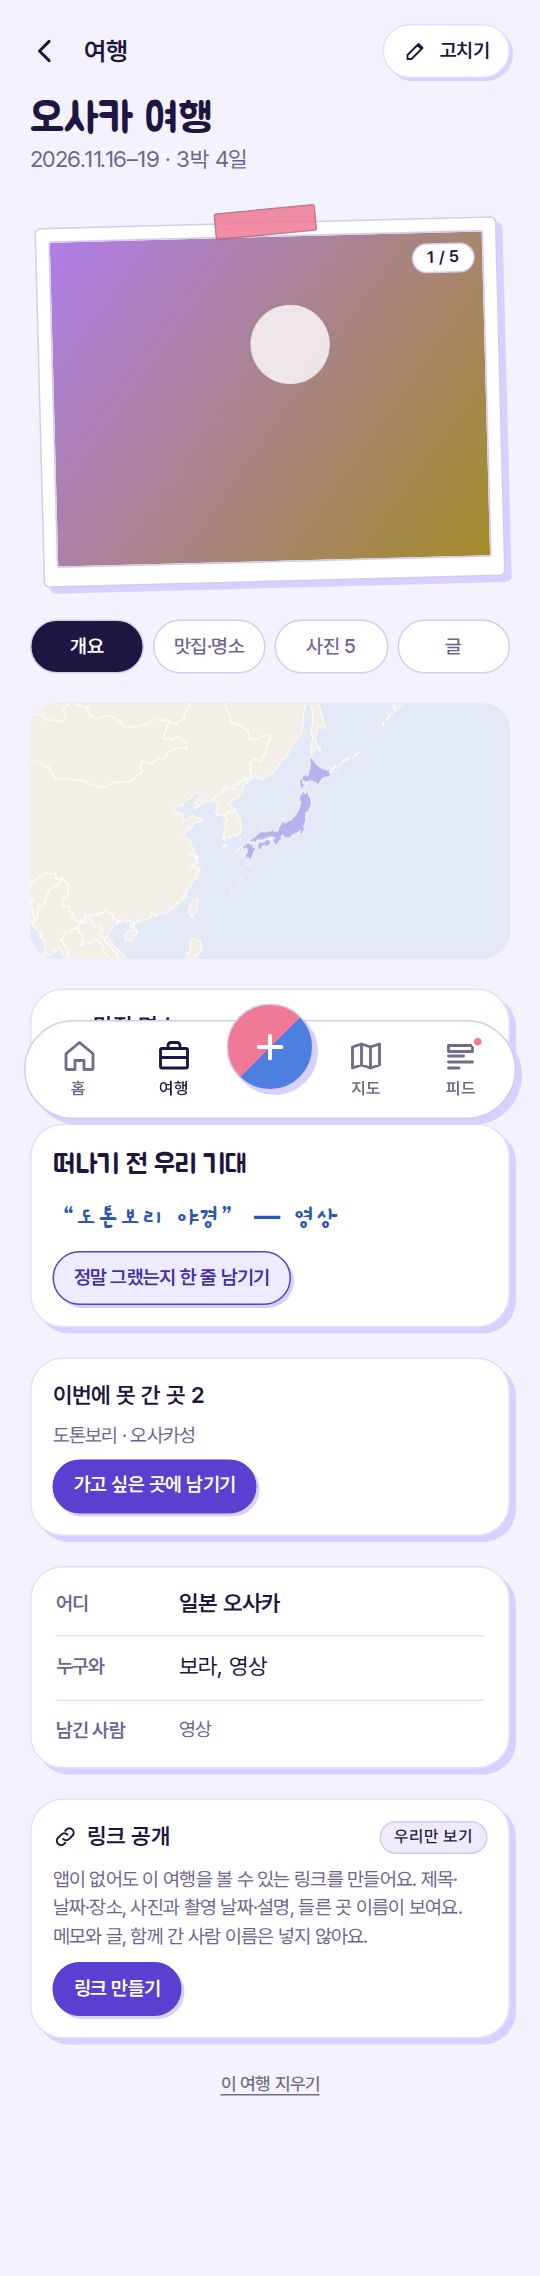 여행
고치기
오사카 여행
2026.11.16–19 · 3박 4일
1 / 5
개요
맛집·명소
사진 5
글
홈
여행
지도
피드
떠나기 전 우리 기대
“도톤보리 야경” — 영상
정말 그랬는지 한 줄 남기기
이번에 못 간 곳 2
도톤보리 · 오사카성
가고 싶은 곳에 남기기
어디 일본 오사카
누구와 보라, 영상
남긴 사람 영상
링크 공개
우리만 보기
앱이 없어도 이 여행을 볼 수 있는 링크를 만들어요. 제목·
날짜·장소, 사진과 촬영 날짜·설명, 들른 곳 이름이 보여요.
메모와 글, 함께 간 사람 이름은 넣지 않아요.
링크 만들기
이 여행 지우기